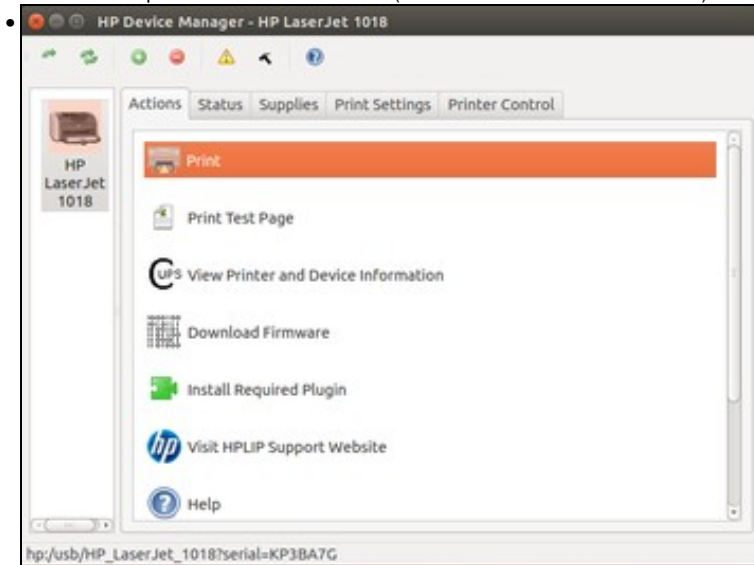 HP Device Manager - HP LaserJet 1018
Actions Status Supplies Print Settings Printer Control
HP
LaserJet
1018
Print
Print Test Page
CUPS View Printer and Device Information
Download Firmware
Install Required Plugin
hp Visit HPLIP Support Website
Help
hp:/usb/HP_LaserJet_1018?serial=KP3BA7G